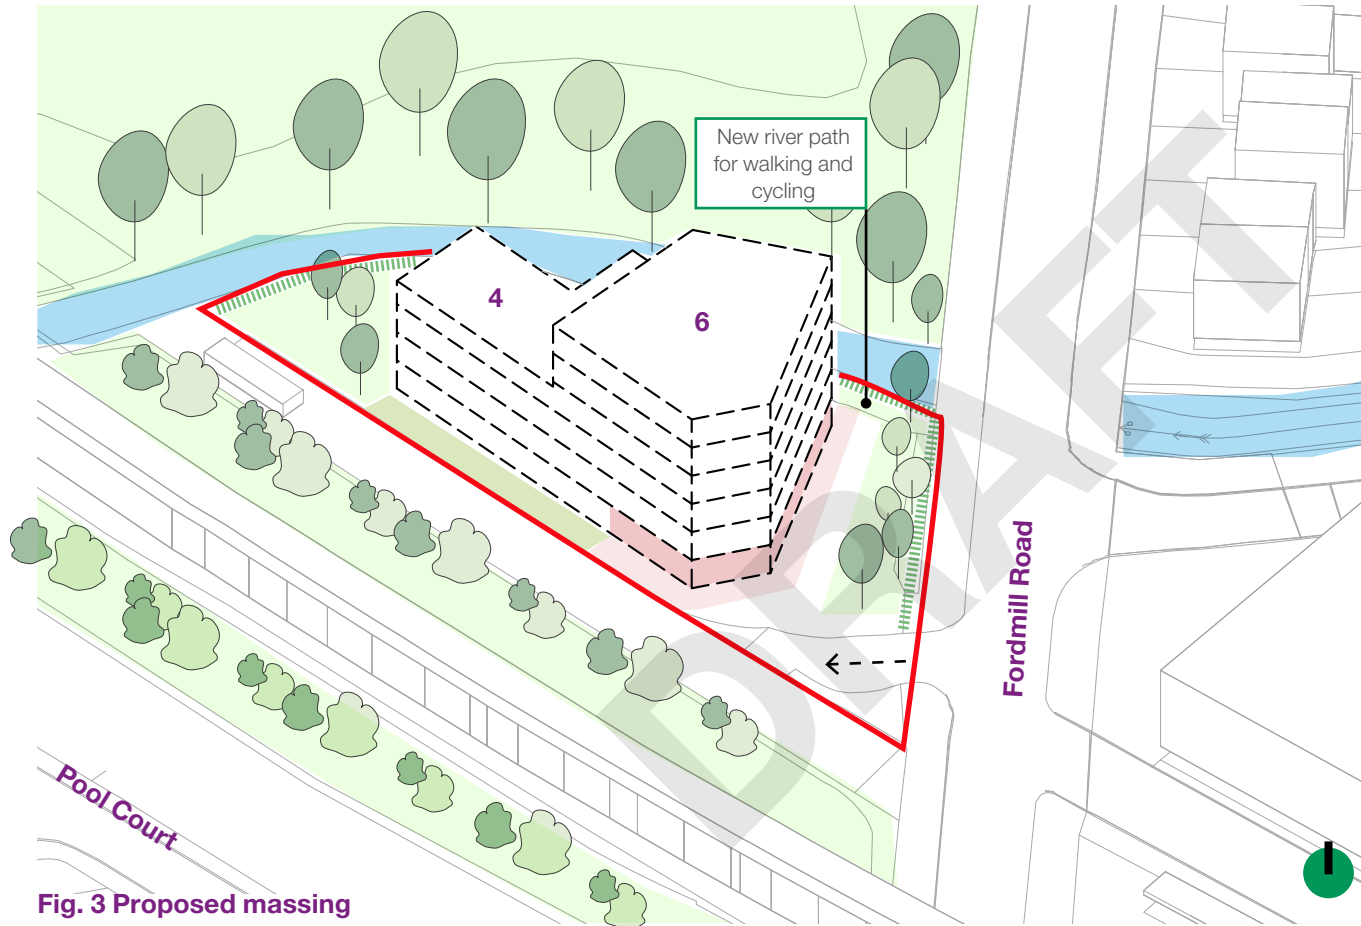 New river path
for walking and
cycling
4
6
DRAFT
Fordmill Road
Pool Court
Fig. 3 Proposed massing